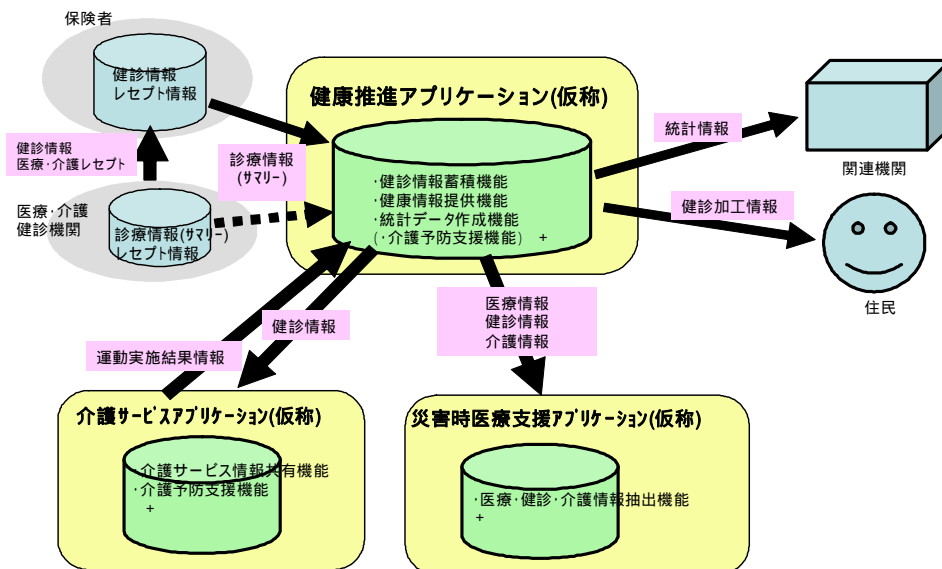 保険者
健診情報
レセプト情報
健診情報
医療・介護レセプト
医療・介護
健診機関
診療情報(サマリー)
レセプト情報
診療情報
(サマリー)
健康推進アプリケーション(仮称)
・健診情報蓄積機能
・健康情報提供機能
・統計データ作成機能
(・介護予防支援機能) +
統計情報
関連機関
健診加工情報
住民
健診情報
運動実施結果情報
医療情報
健診情報
介護情報
介護サービスアプリケーション(仮称)
・介護サービス情報共有機能
・介護予防支援機能
+
災害時医療支援アプリケーション(仮称)
・医療・健診・介護情報抽出機能
+